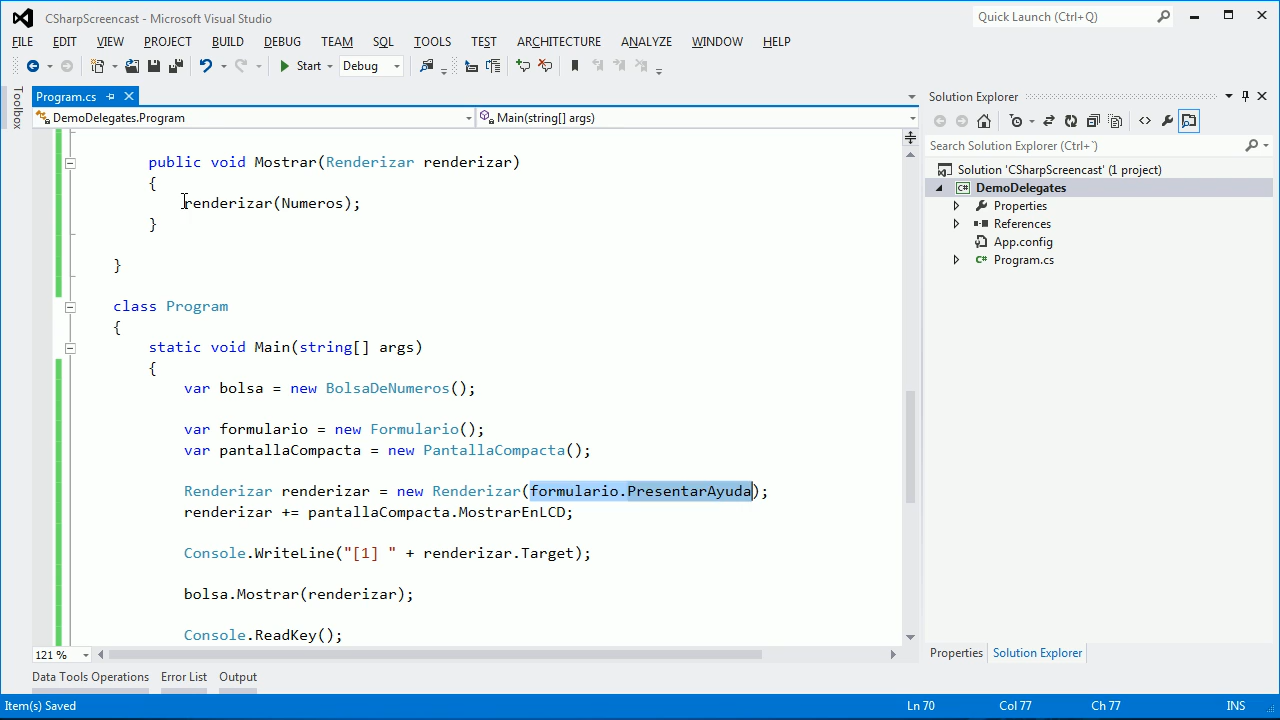 CSharpScreencast - Microsoft Visual Studio
Quick Launch (Ctrl+Q)
FILE EDIT VIEW PROJECT BUILD DEBUG TEAM SQL TOOLS TEST ARCHITECTURE ANALYZE WINDOW HELP
Start Debug
Toolbox
Program.cs
DemoDelegates.Program
Main(string[] args)
public void Mostrar(Renderizar renderizar)
{
renderizar(Numeros);
}
}
class Program
{
static void Main(string[] args)
{
var bolsa = new BolsaDeNumeros();
var formulario = new Formulario();
var pantallaCompacta = new PantallaCompacta();
Renderizar renderizar = new Renderizar(formulario.PresentarAyuda);
renderizar += pantallaCompacta.MostrarEnLCD;
Console.WriteLine("[1] " + renderizar.Target);
bolsa.Mostrar(renderizar);
Console.ReadKey();
121 %
Solution Explorer
Search Solution Explorer (Ctrl+`)
Solution 'CSharpScreencast' (1 project)
C# DemoDelegates
Properties
References
App.config
C# Program.cs
Properties Solution Explorer
Data Tools Operations Error List Output
Item(s) Saved
Ln 70 Col 77 Ch 77 INS